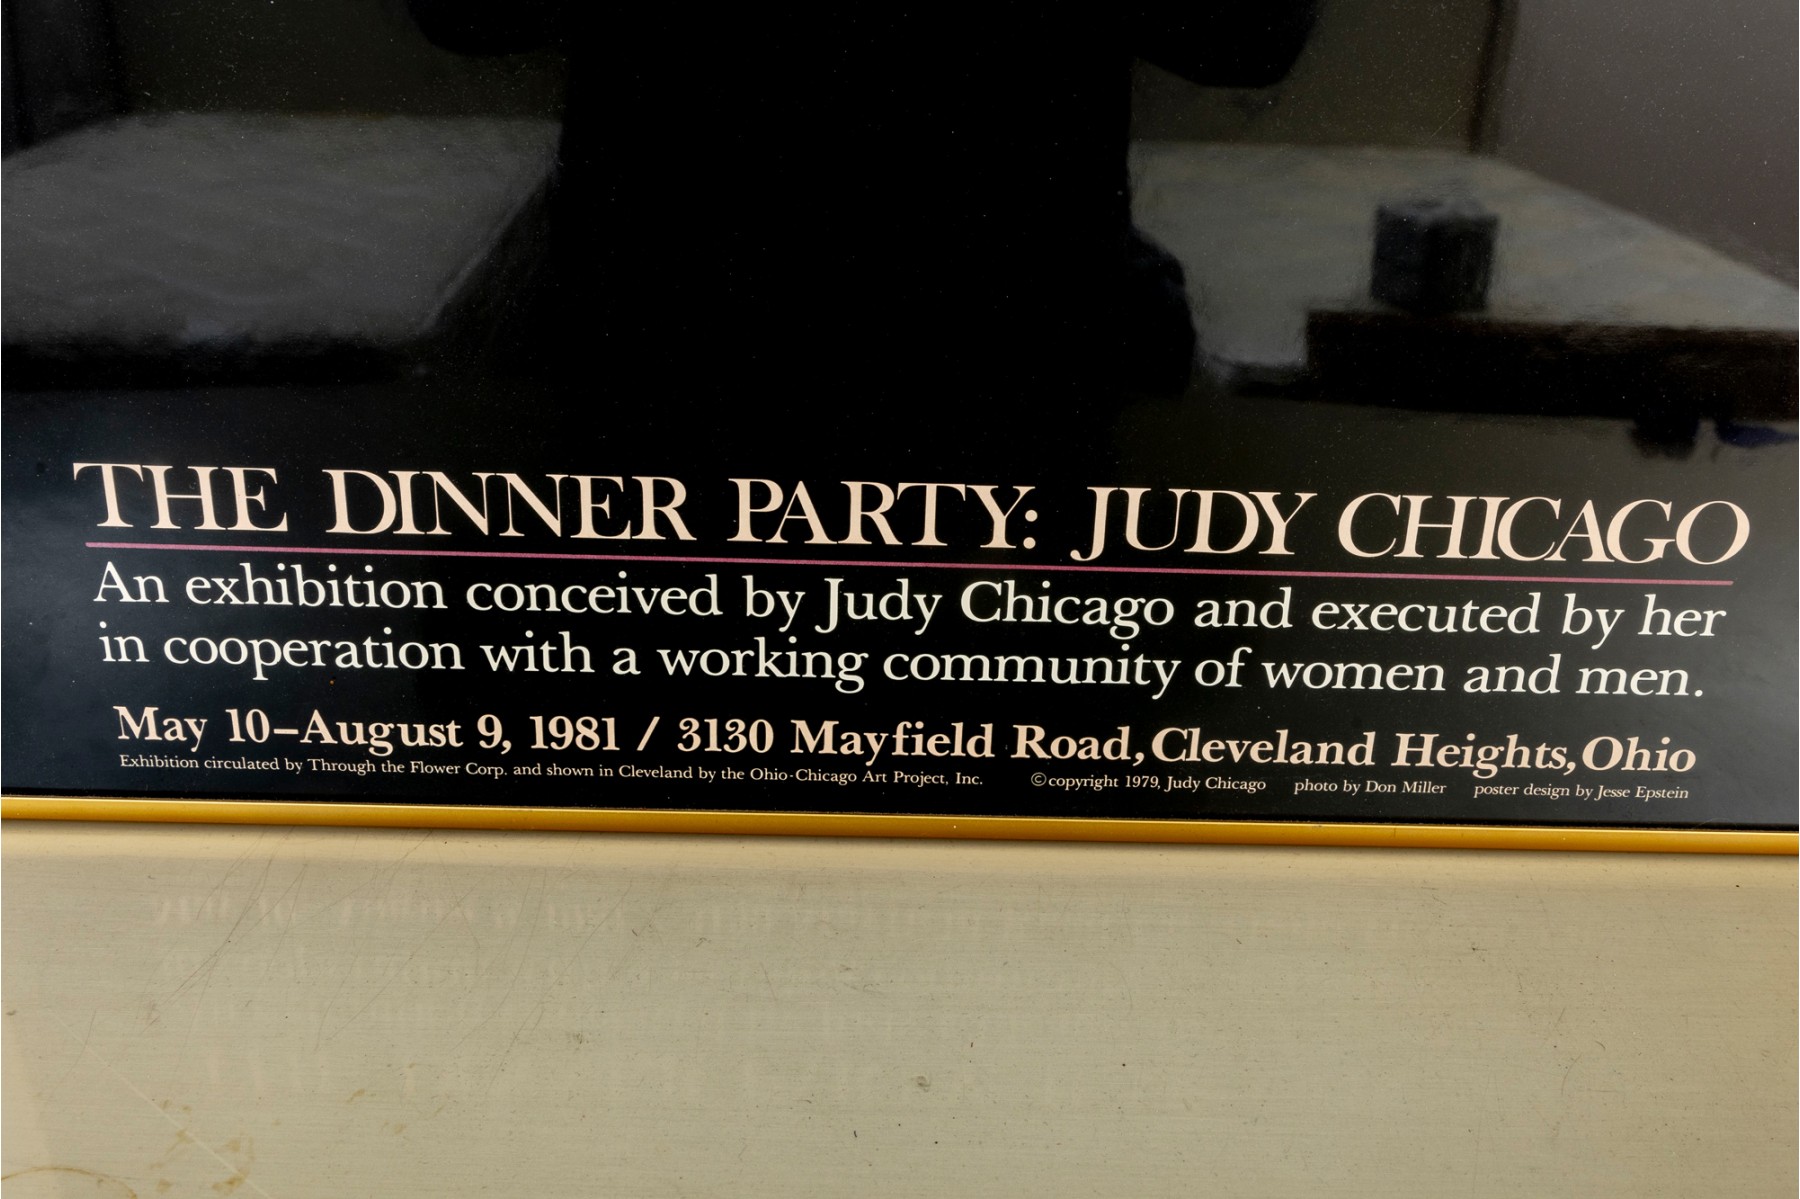 THE DINNER PARTY: JUDY CHICAGO
An exhibition conceived by Judy Chicago and executed by her
in cooperation with a working community of women and men.
May 10–August 9, 1981 / 3130 Mayfield Road, Cleveland Heights, Ohio
Exhibition circulated by Through the Flower Corp. and shown in Cleveland by the Ohio-Chicago Art Project, Inc. ©copyright 1979, Judy Chicago photo by Don Miller poster design by Jesse Epstein